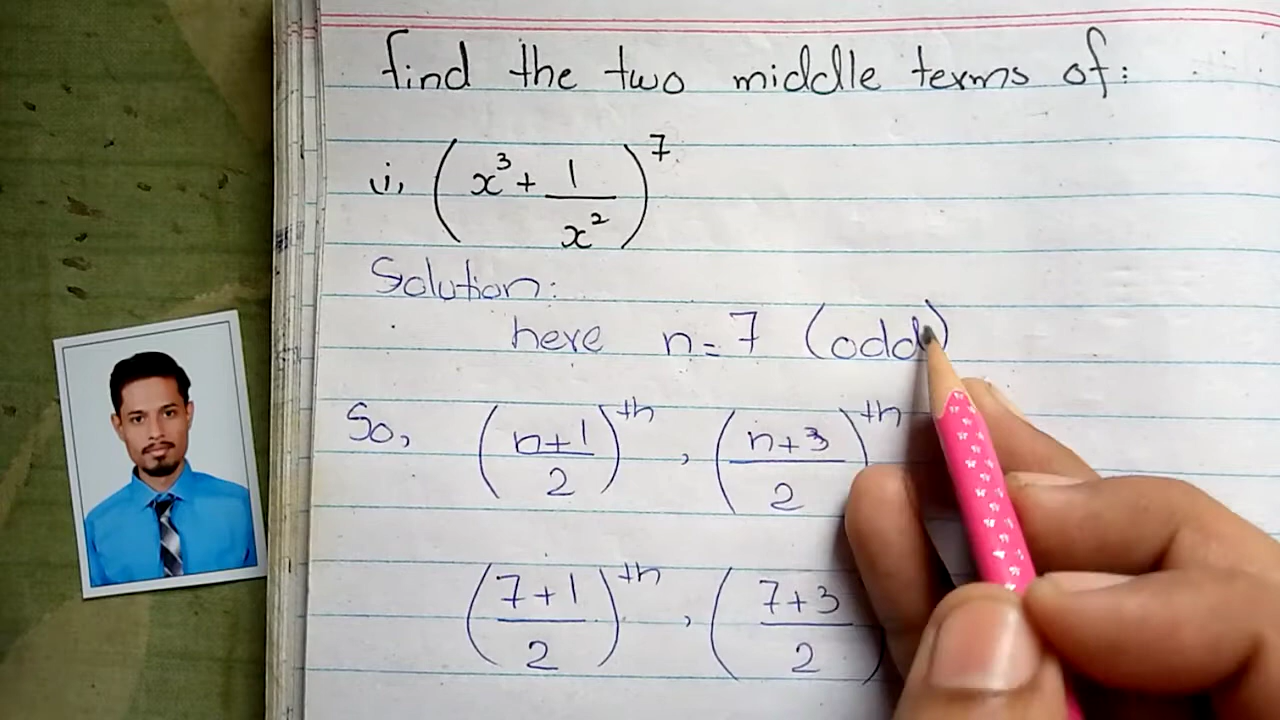 find the two middle terms of:
i, (x³ + 1/x²)⁷
Solution:
here n = 7 (odd)
So, (n+1/2)th , (n+3/2)th
(7+1/2)th , (7+3/2)